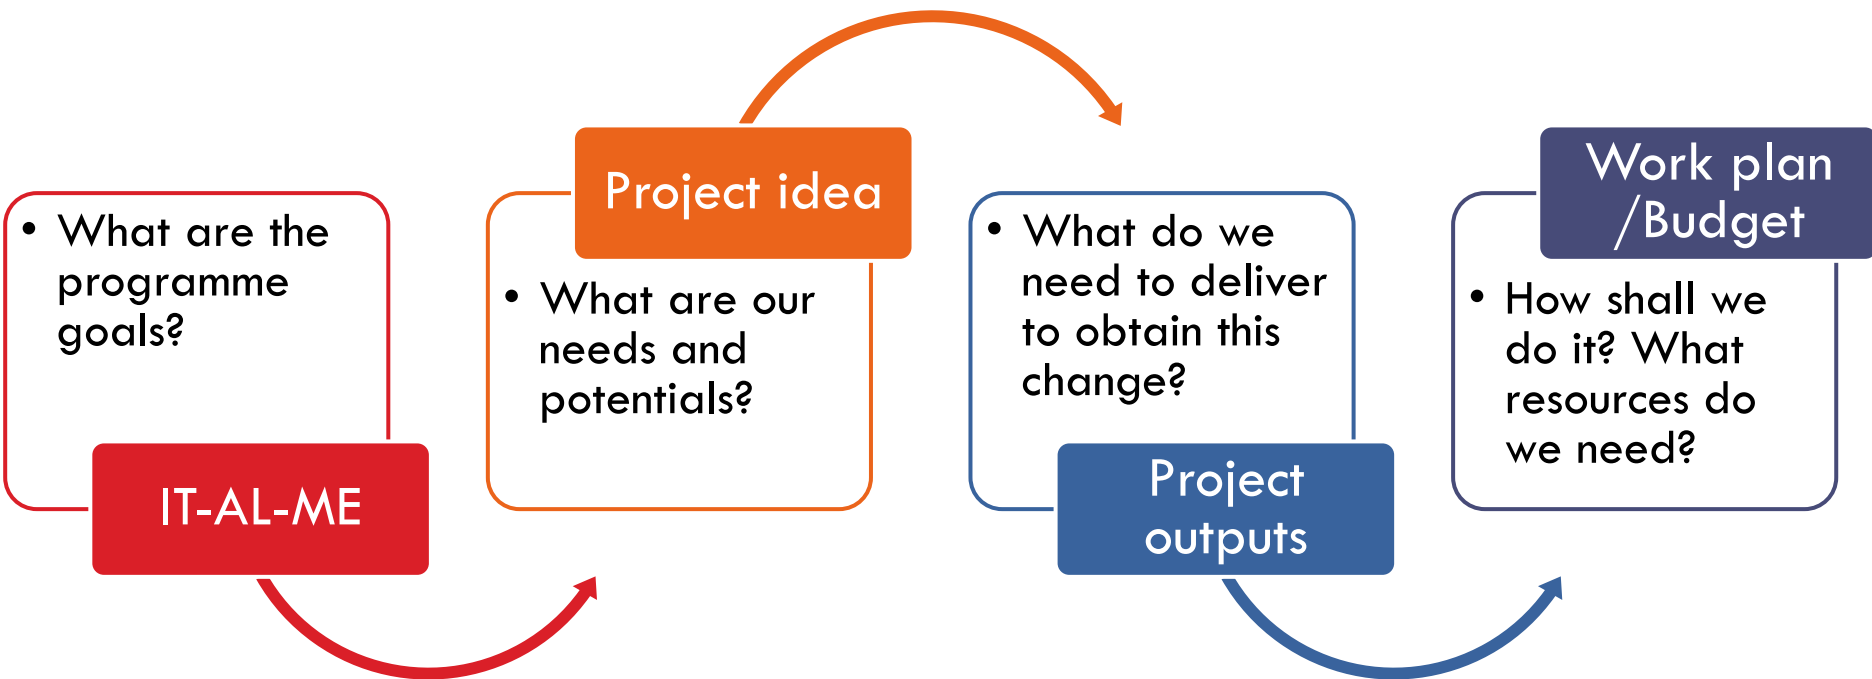 • What are the
programme
goals?
IT-AL-ME
Project idea
• What are our
needs and
potentials?
• What do we
need to deliver
to obtain this
change?
Project
outputs
Work plan
/Budget
• How shall we
do it? What
resources do
we need?